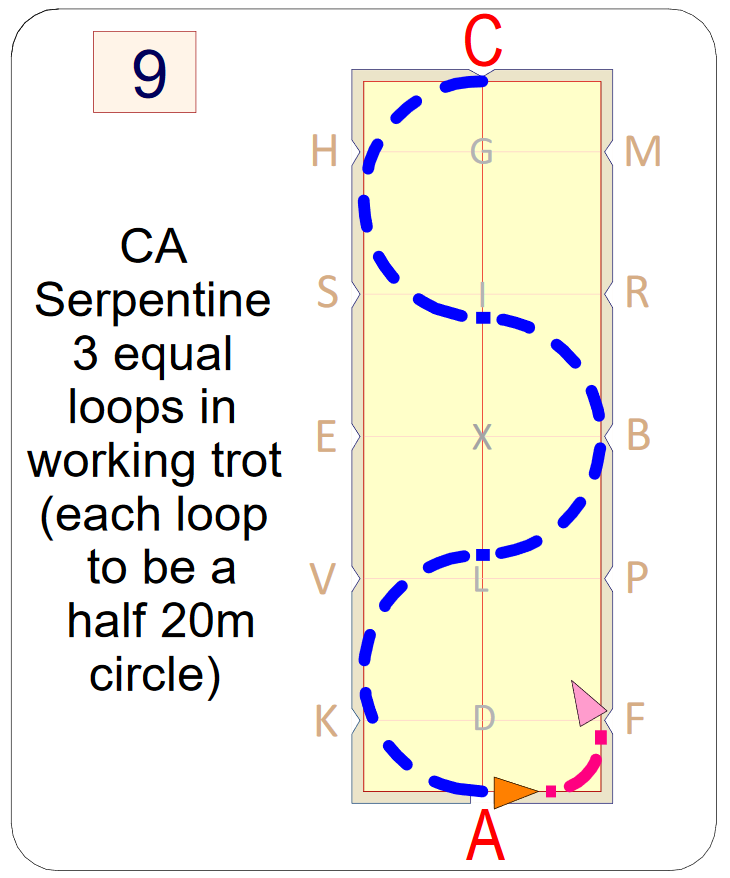 9
C
H G M
CA
Serpentine
3 equal
loops in
working trot
(each loop
to be a
half 20m
circle)
S I R
E X B
V L P
K D F
A